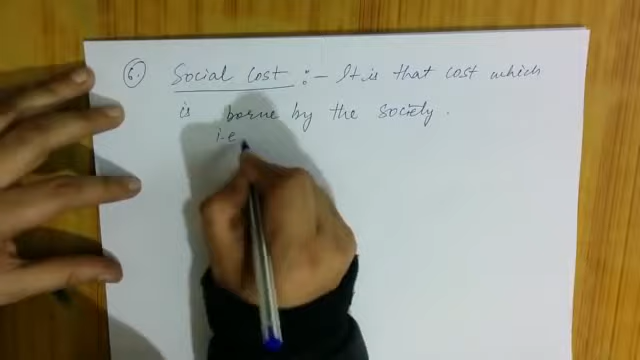 6. Social Cost :- It is that cost which
is borne by the society.
i.e